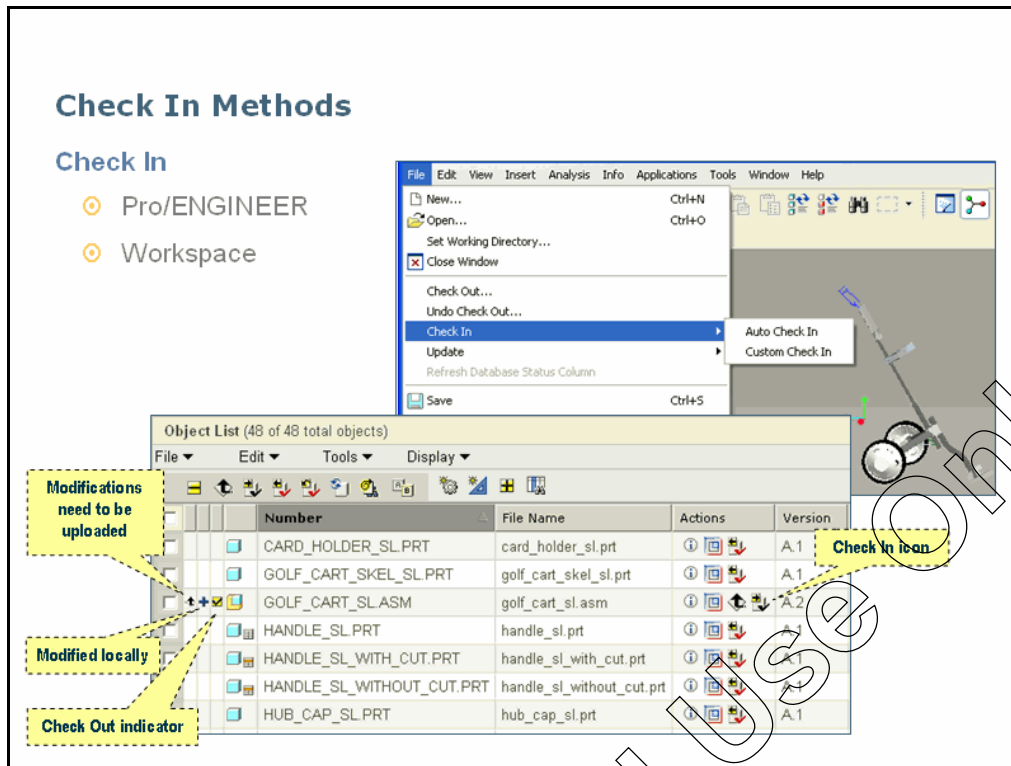 Check In Methods
Check In
Pro/ENGINEER
Workspace
File Edit View Insert Analysis Info Applications Tools Window Help
New... Ctrl+N
Open... Ctrl+O
Set Working Directory...
Close Window
Check Out...
Undo Check Out...
Check In
Auto Check In
Update
Custom Check In
Refresh Database Status Column
Save Ctrl+S
Object List (48 of 48 total objects)
File Edit Tools Display
Modifications
need to be
uploaded
Number File Name Actions Version
CARD_HOLDER_SL.PRT card_holder_sl.prt A.1
Check In icon
GOLF_CART_SKEL_SL.PRT golf_cart_skel_sl.prt A.1
GOLF_CART_SL.ASM golf_cart_sl.asm A.2
HANDLE_SL.PRT handle_sl.prt A.1
Modified locally
HANDLE_SL_WITH_CUT.PRT handle_sl_with_cut.prt A.1
HANDLE_SL_WITHOUT_CUT.PRT handle_sl_without_cut.prt A.1
HUB_CAP_SL.PRT hub_cap_sl.prt A.1
Check Out indicator
Use Onl